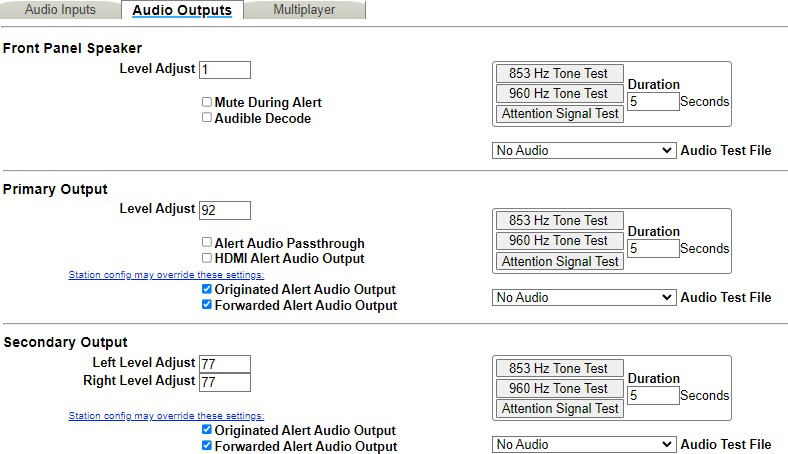 Audio Inputs Audio Outputs Multiplayer
Front Panel Speaker
Level Adjust 1
Mute During Alert
Audible Decode
853 Hz Tone Test
960 Hz Tone Test
Attention Signal Test
Duration
5 Seconds
No Audio Audio Test File
Primary Output
Level Adjust 92
Alert Audio Passthrough
HDMI Alert Audio Output
Station config may override these settings:
Originated Alert Audio Output
Forwarded Alert Audio Output
853 Hz Tone Test
960 Hz Tone Test
Attention Signal Test
Duration
5 Seconds
No Audio Audio Test File
Secondary Output
Left Level Adjust 77
Right Level Adjust 77
Station config may override these settings:
Originated Alert Audio Output
Forwarded Alert Audio Output
853 Hz Tone Test
960 Hz Tone Test
Attention Signal Test
Duration
5 Seconds
No Audio Audio Test File